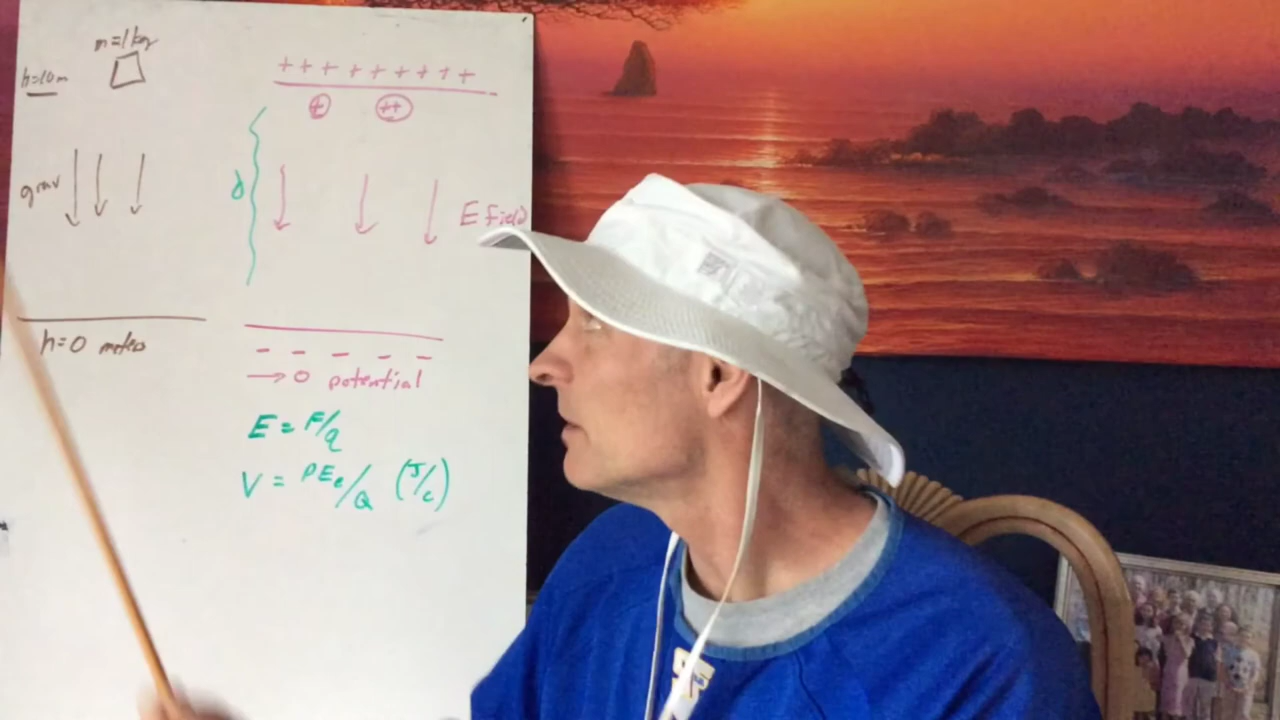 m=1kg
h=10m
+ + + + + + + + +
+ ++
grav
d
E Field
h=0 meters
- - - - -
→ 0 potential
E = F/q
V = PEe/Q (J/C)